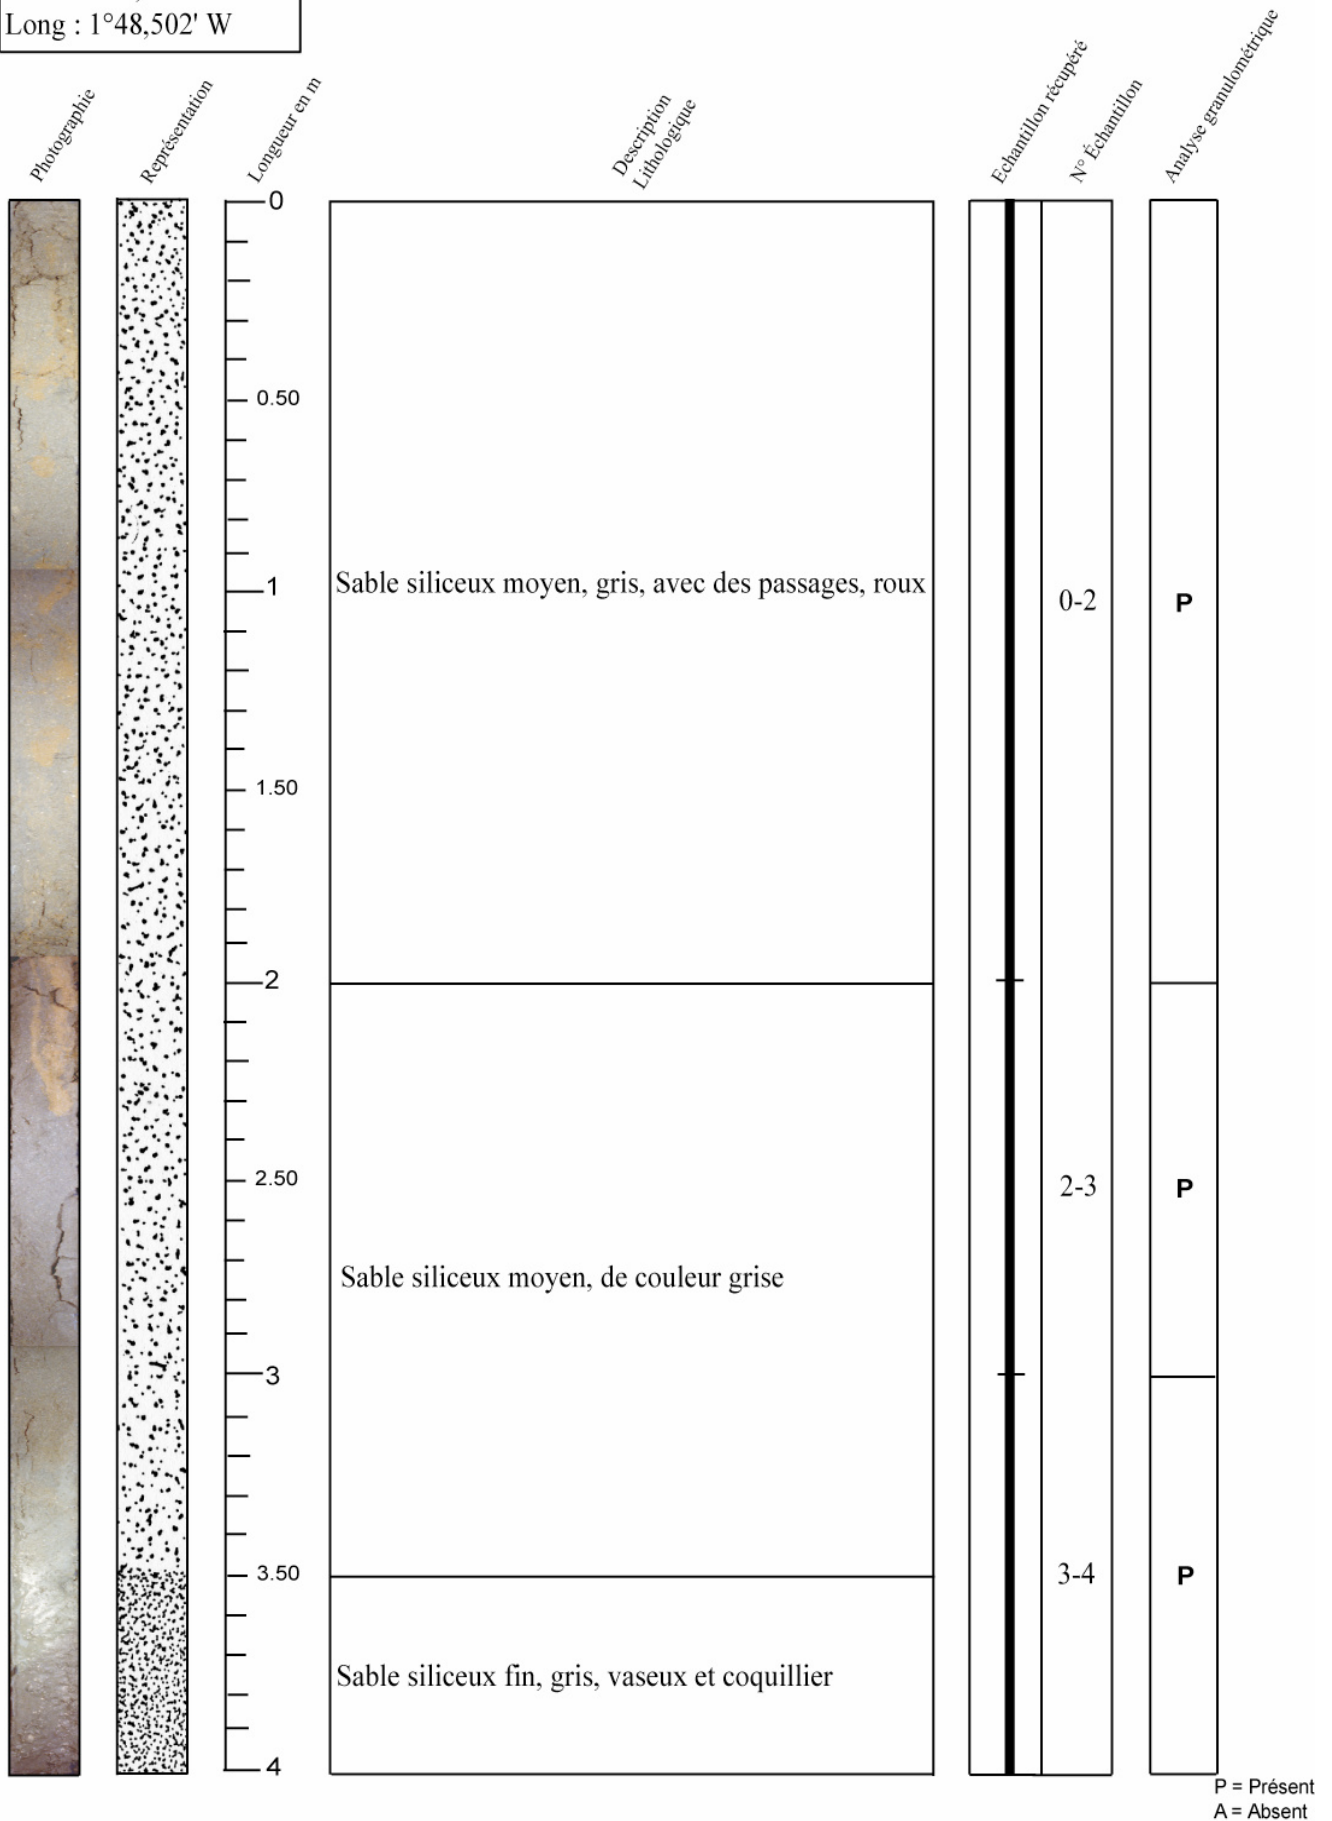 Long : 1°48,502' W
Photographie
Représentation
Longueur en m
Description
Lithologique
Echantillon récupéré
N° Échantillon
Analyse granulométrique
0
0.50
1
1.50
2
2.50
3
3.50
4
Sable siliceux moyen, gris, avec des passages, roux
Sable siliceux moyen, de couleur grise
Sable siliceux fin, gris, vaseux et coquillier
0-2
2-3
3-4
P
P
P
P = Présent
A = Absent